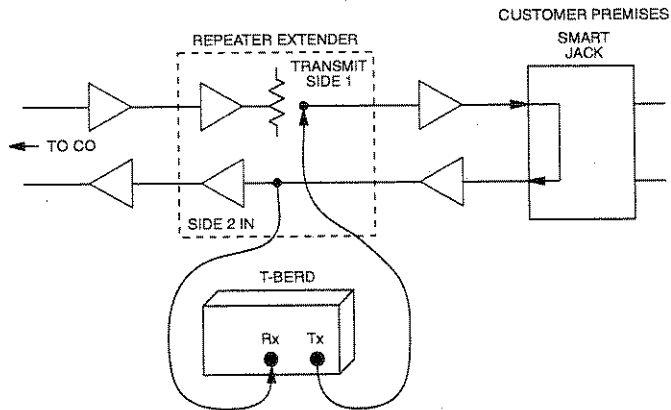 CUSTOMER PREMISES
SMART
JACK
REPEATER EXTENDER
TRANSMIT
SIDE 1
TO CO
SIDE 2 IN
T-BERD
Rx Tx